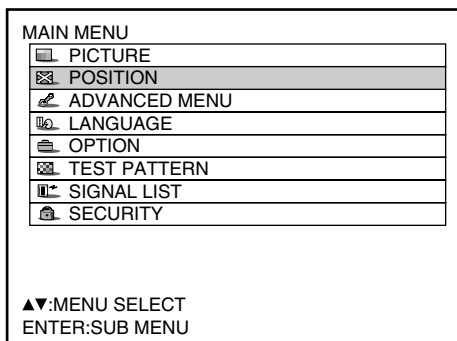 MAIN MENU
PICTURE
POSITION
ADVANCED MENU
LANGUAGE
OPTION
TEST PATTERN
SIGNAL LIST
SECURITY
▲▼:MENU SELECT
ENTER:SUB MENU